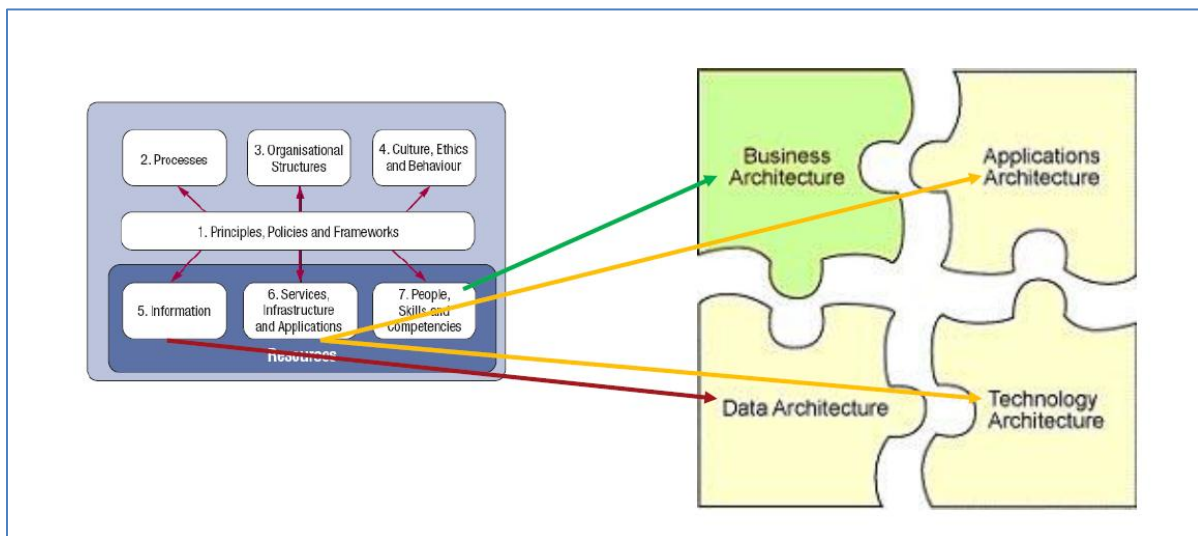 2. Processes
3. Organisational
Structures
4. Culture, Ethics
and Behaviour
1. Principles, Policies and Frameworks
5. Information
6. Services,
Infrastructure
and Applications
7. People,
Skills and
Competencies
Resources
Business
Architecture
Applications
Architecture
Data Architecture
Technology
Architecture